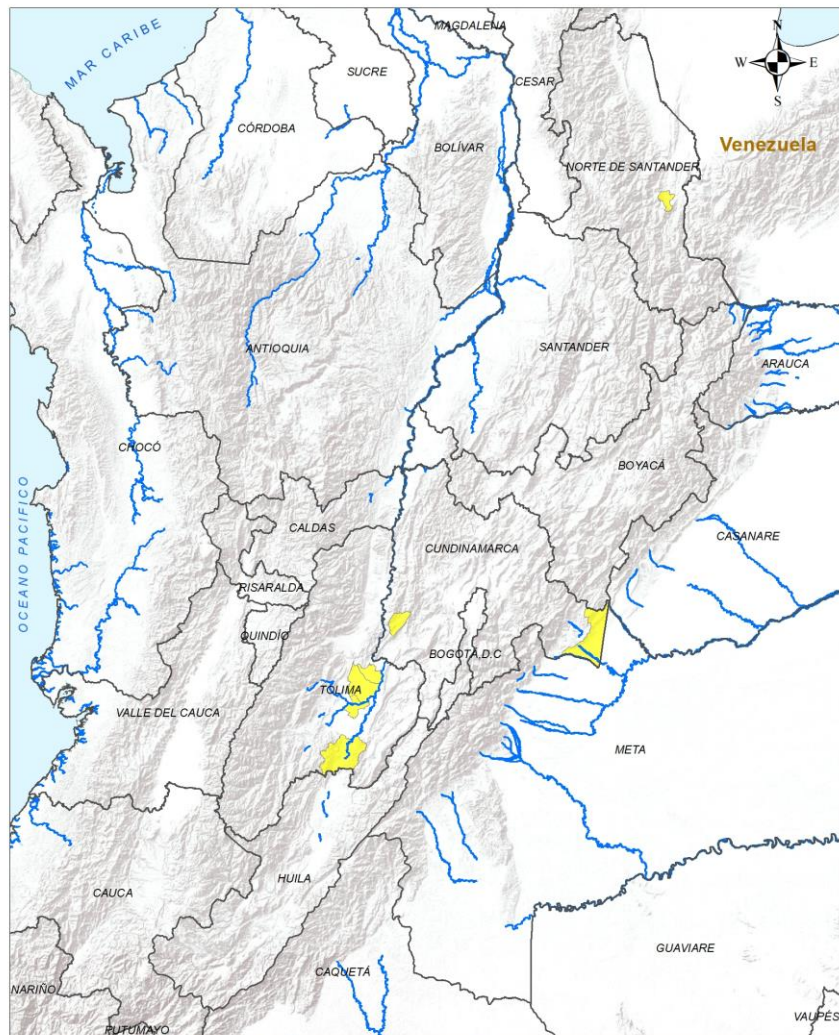 MAGDALENA
N
MAR CARIBE
W
E
SUCRE
CESAR
S
CÓRDOBA
BOLÍVAR
Venezuela
NORTE DE SANTANDER
ANTIOQUIA
SANTANDER
ARAUCA
CHOCÓ
BOYACÁ
CALDAS
CASANARE
CUNDINAMARCA
OCEANO PACIFICO
RISARALDA
QUINDÍO
BOGOTÁ,D.C
TOLIMA
VALLE DEL CAUCA
META
HUILA
CAUCA
GUAVIARE
CAQUETÁ
NARIÑO
PUTUMAYO
VAUPÉS